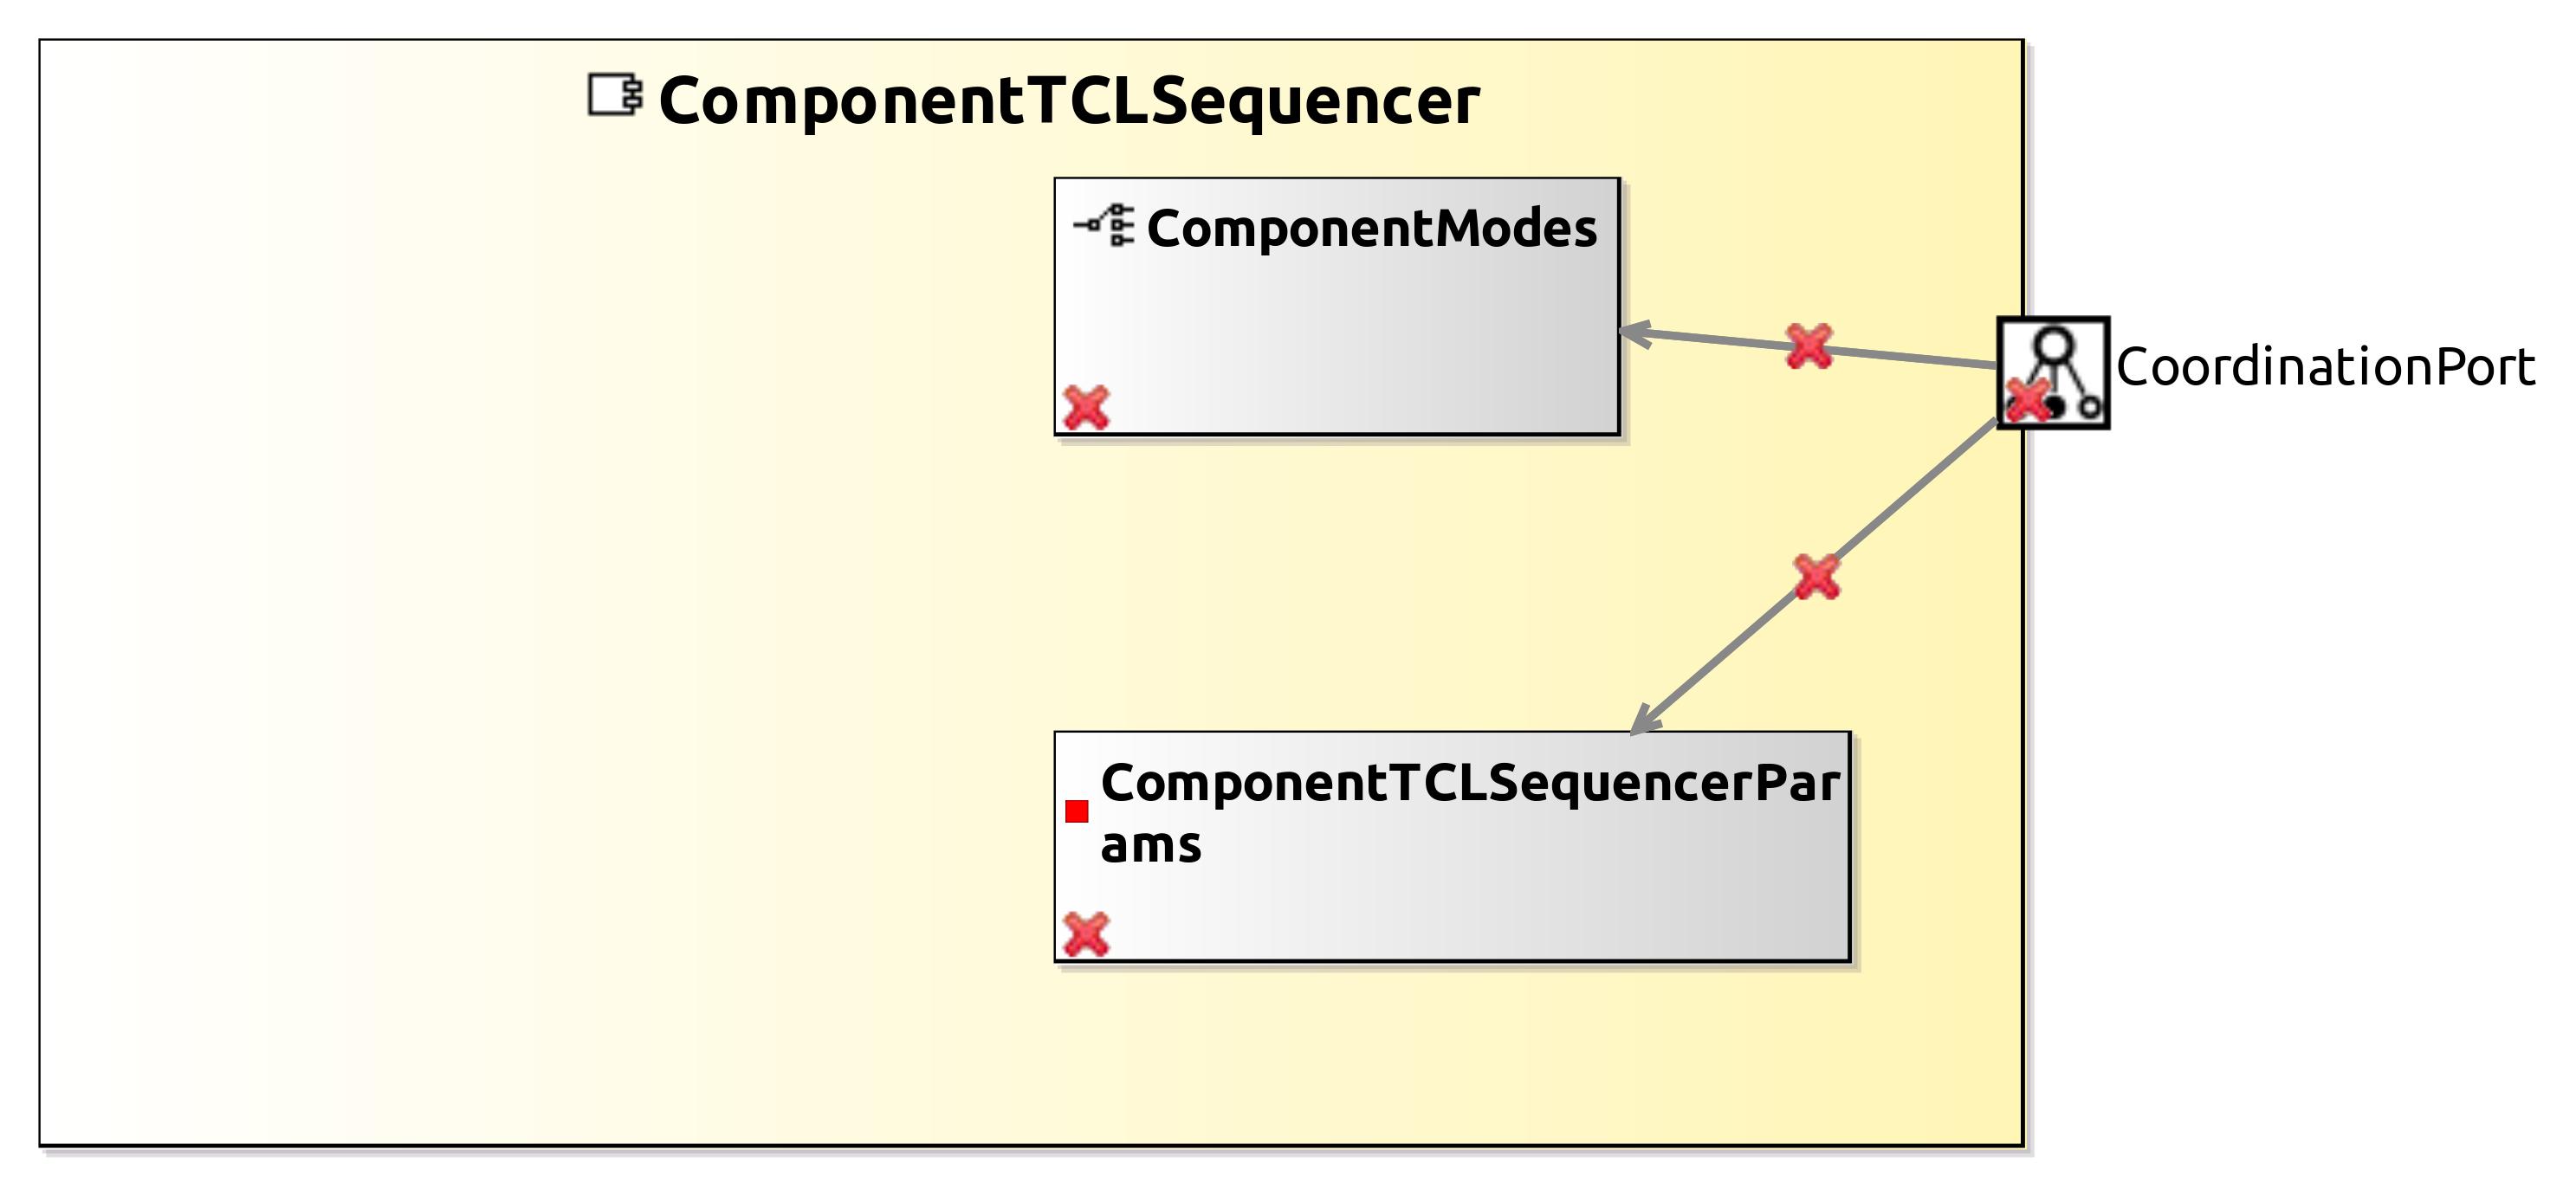 ComponentTCLSequencer
ComponentModes
CoordinationPort
ComponentTCLSequencerPar
ams